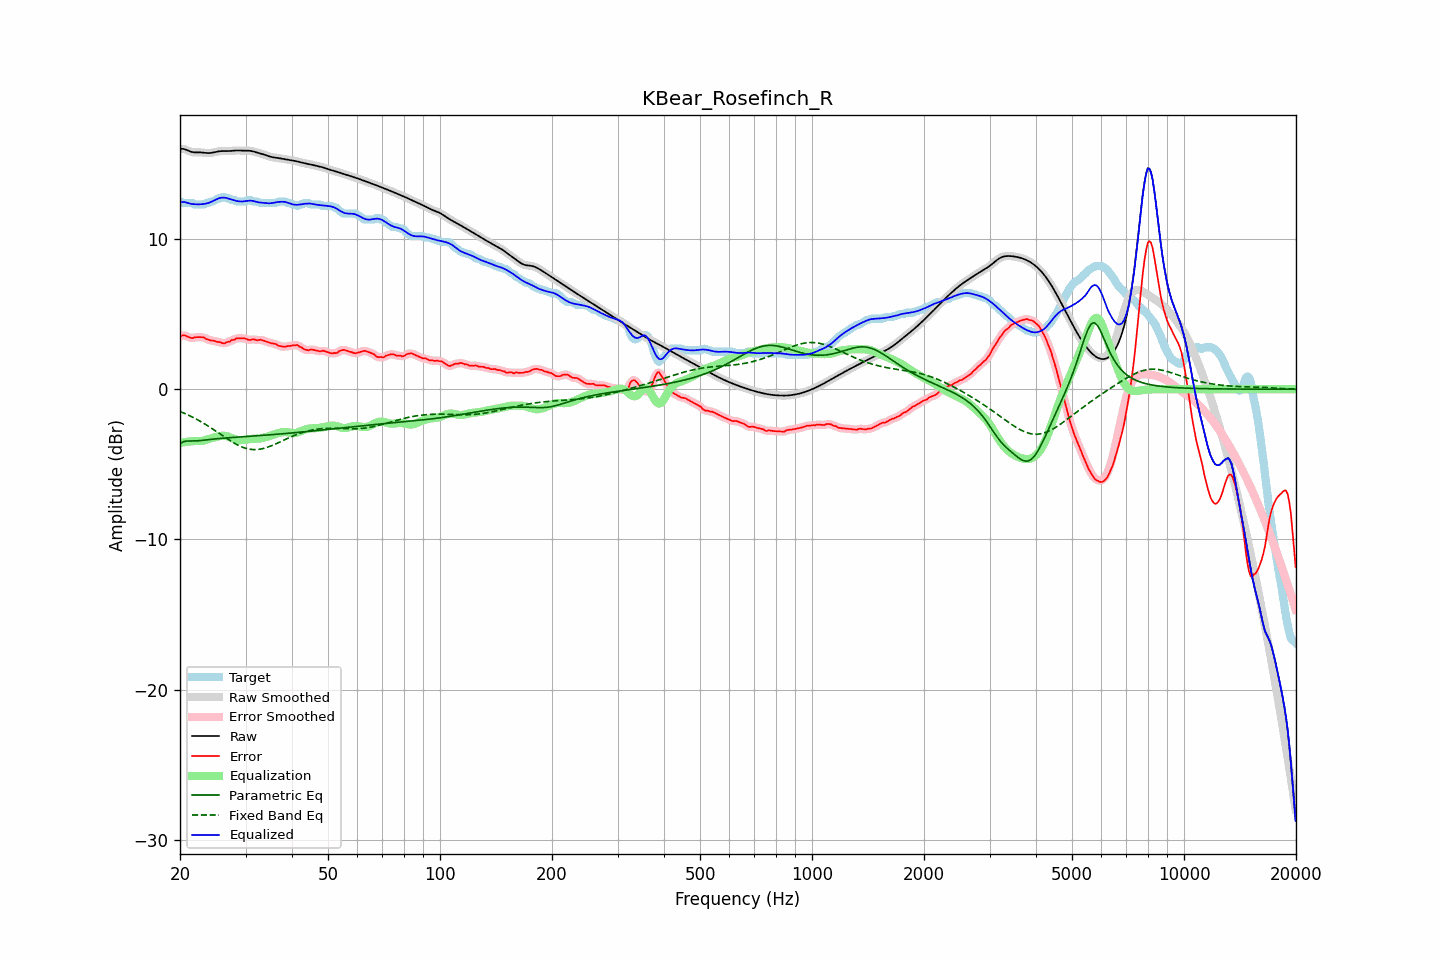 KBear_Rosefinch_R
Amplitude (dBr)
10
0
−10
−20
−30
Target
Raw Smoothed
Error Smoothed
Raw
Error
Equalization
Parametric Eq
Fixed Band Eq
Equalized
20 50 100 200 500 1000 2000 5000 10000 20000
Frequency (Hz)